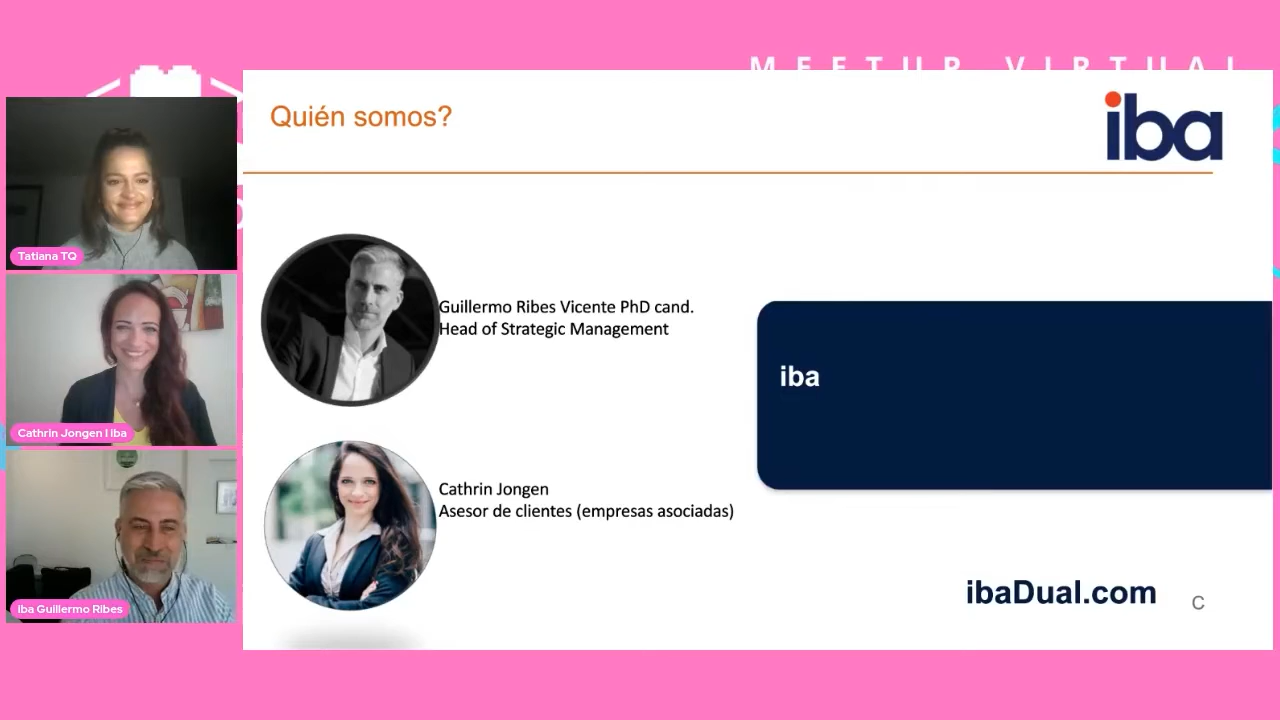 MEETUP VIRTUAL
Quién somos?
iba
Tatiana TQ
Guillermo Ribes Vicente PhD cand.
Head of Strategic Management
iba
Cathrin Jongen I iba
Cathrin Jongen
Asesor de clientes (empresas asociadas)
Iba Guillermo Ribes
ibaDual.com
C